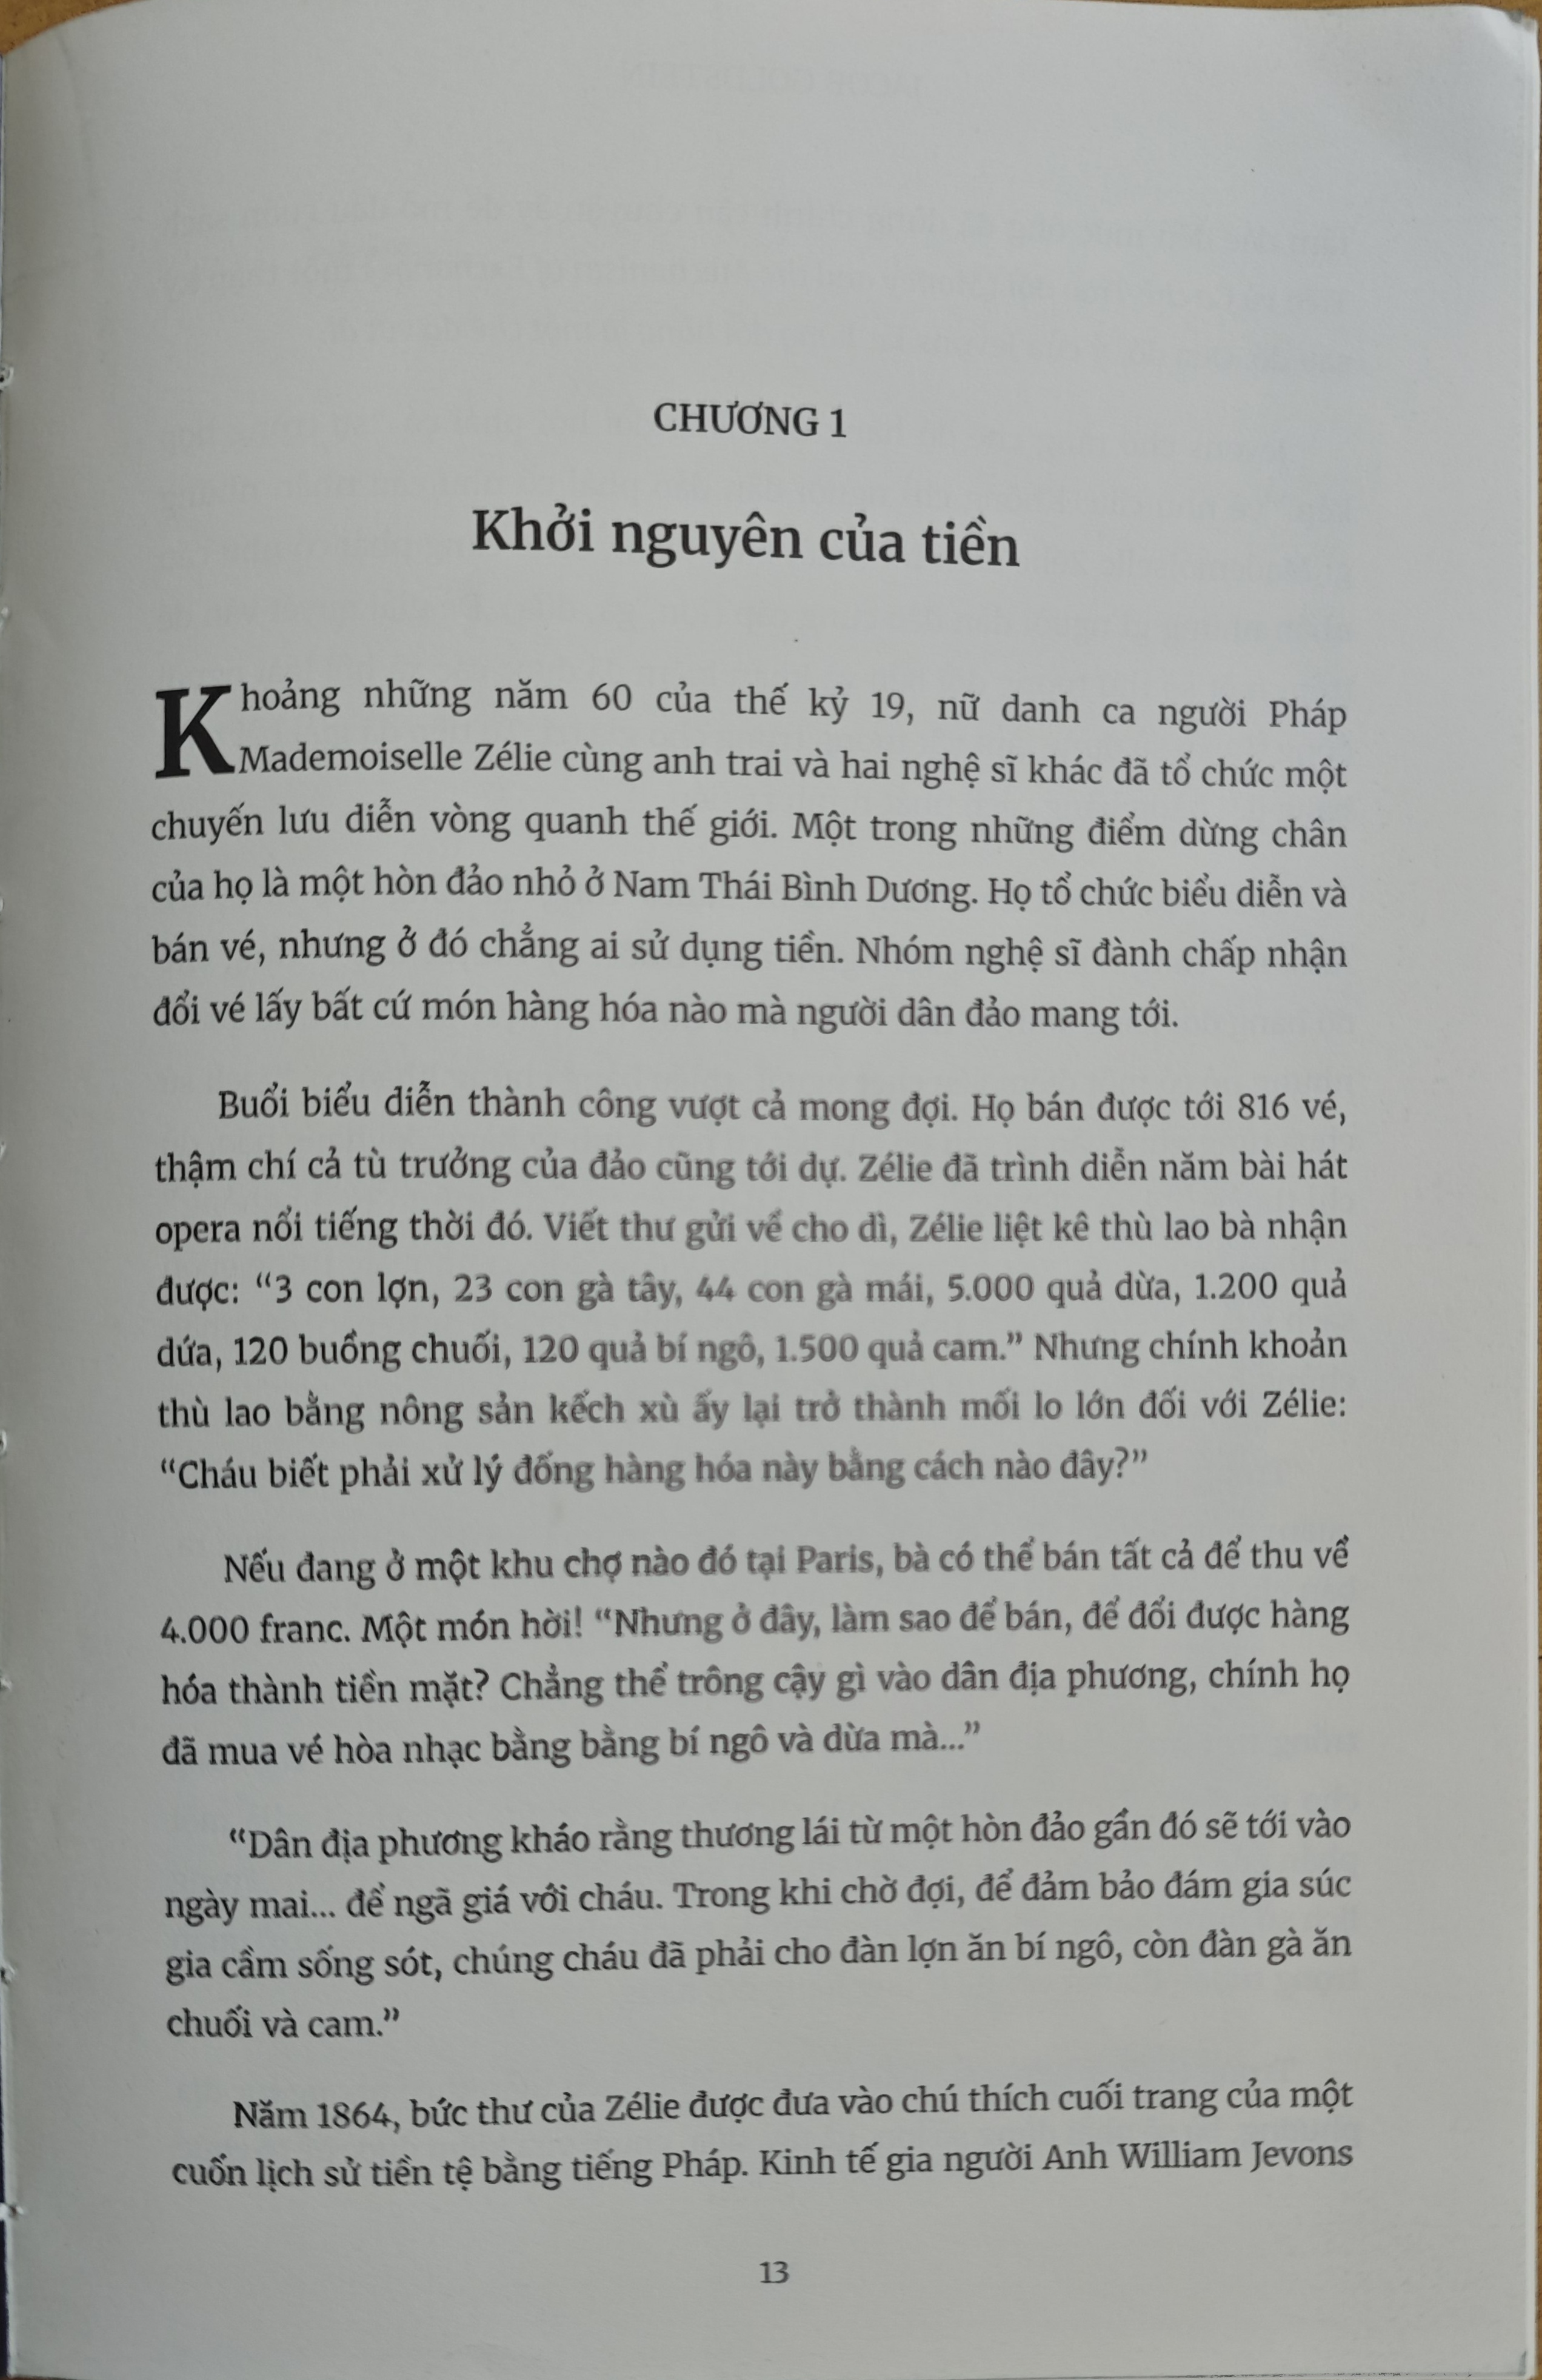 CHƯƠNG 1
Khởi nguyên của tiền
Khoảng những năm 60 của thế kỷ 19, nữ danh ca người Pháp
Mademoiselle Zélie cùng anh trai và hai nghệ sĩ khác đã tổ chức một
chuyến lưu diễn vòng quanh thế giới. Một trong những điểm dừng chân
của họ là một hòn đảo nhỏ ở Nam Thái Bình Dương. Họ tổ chức biểu diễn và
bán vé, nhưng ở đó chẳng ai sử dụng tiền. Nhóm nghệ sĩ đành chấp nhận
đổi vé lấy bất cứ món hàng hóa nào mà người dân đảo mang tới.
Buổi biểu diễn thành công vượt cả mong đợi. Họ bán được tới 816 vé,
thậm chí cả tù trưởng của đảo cũng tới dự. Zélie đã trình diễn năm bài hát
opera nổi tiếng thời đó. Viết thư gửi về cho dì, Zélie liệt kê thù lao bà nhận
được: “3 con lợn, 23 con gà tây, 44 con gà mái, 5.000 quả dừa, 1.200 quả
dứa, 120 buồng chuối, 120 quả bí ngô, 1.500 quả cam.” Nhưng chính khoản
thù lao bằng nông sản kếch xù ấy lại trở thành mối lo lớn đối với Zélie:
“Cháu biết phải xử lý đống hàng hóa này bằng cách nào đây?”
Nếu đang ở một khu chợ nào đó tại Paris, bà có thể bán tất cả để thu về
4.000 franc. Một món hời! “Nhưng ở đây, làm sao để bán, để đổi được hàng
hóa thành tiền mặt? Chẳng thể trông cậy gì vào dân địa phương, chính họ
đã mua vé hòa nhạc bằng bằng bí ngô và dừa mà...”
“Dân địa phương kháo rằng thương lái từ một hòn đảo gần đó sẽ tới vào
ngày mai... để ngã giá với cháu. Trong khi chờ đợi, để đảm bảo đám gia súc
gia cầm sống sót, chúng cháu đã phải cho đàn lợn ăn bí ngô, còn đàn gà ăn
chuối và cam.”
Năm 1864, bức thư của Zélie được đưa vào chú thích cuối trang của một
cuốn lịch sử tiền tệ bằng tiếng Pháp. Kinh tế gia người Anh William Jevons
13